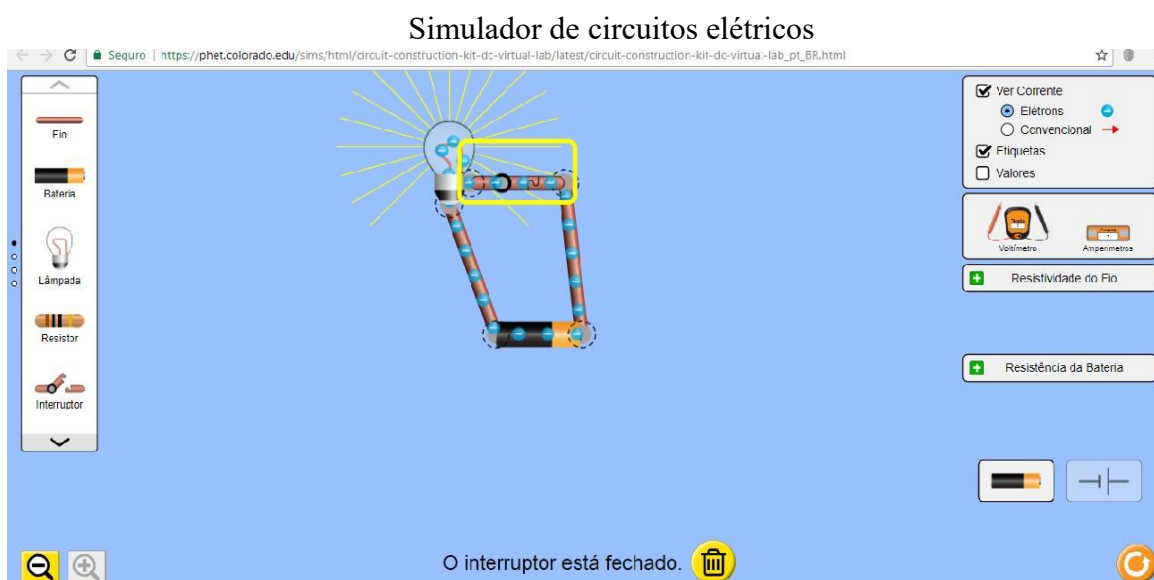 Simulador de circuitos elétricos
Seguro | https://phet.colorado.edu/sims/html/circuit-construction-kit-dc-virtual-lab/latest/circuit-construction-kit-dc-virtual-lab_pt_BR.html
Fio
Bateria
Lâmpada
Resistor
Interruptor
Ver Corrente
Elétrons
Convencional
Etiquetas
Valores
Voltímetro
Amperímetros
Resistividade do Fio
Resistência da Bateria
O interruptor está fechado.